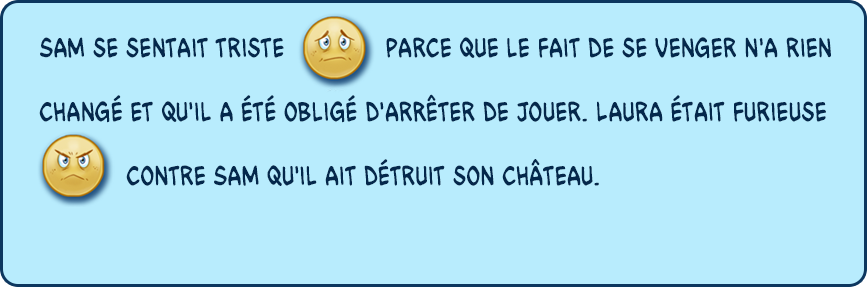 SAM SE SENTAIT TRISTE PARCE QUE LE FAIT DE SE VENGER N'A RIEN
CHANGÉ ET QU'IL A ÉTÉ OBLIGÉ D'ARRÊTER DE JOUER. LAURA ÉTAIT FURIEUSE
CONTRE SAM QU'IL AIT DÉTRUIT SON CHÂTEAU.